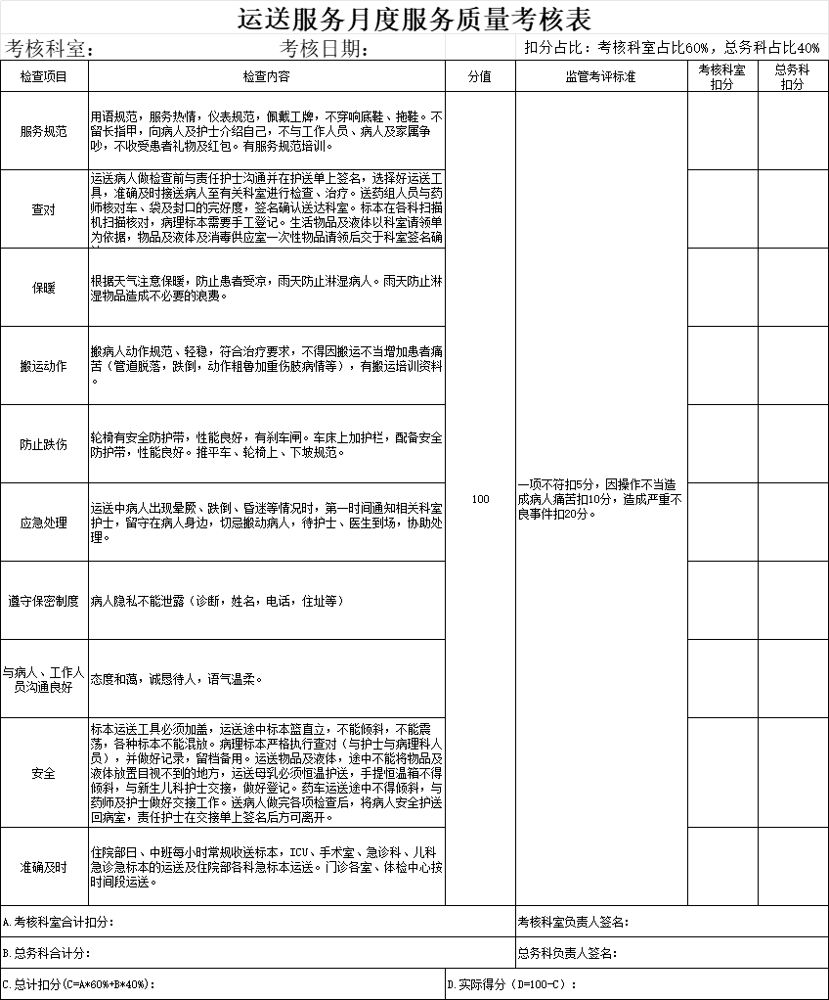 运送服务月度服务质量考核表
考核科室： 考核日期： 扣分占比：考核科室占比60%，总务科占比40%
检查项目 检查内容 分值 监管考评标准 考核科室扣分 总务科扣分
服务规范
用语规范，服务热情，仪表规范，佩戴工牌，不穿响底鞋、拖鞋。不
留长指甲，向病人及护士介绍自己，不与工作人员、病人及家属争
吵，不收受患者礼物及红包。有服务规范培训。
查对
运送病人做检查前与责任护士沟通并在护送单上签名，选择好运送工
具，准确及时接送病人至有关科室进行检查、治疗。送药组人员与药
师核对车、袋及封口的完好度，签名确认送达科室。标本在各科扫描
机扫描核对，病理标本需要手工登记。生活物品及液体以科室请领单
为依据，物品及液体及消毒供应室一次性物品请领后交于科室签名确
保暖
根据天气注意保暖，防止患者受凉，雨天防止淋湿病人。雨天防止淋
湿物品造成不必要的浪费。
搬运动作
搬病人动作规范、轻稳，符合治疗要求，不得因搬运不当增加患者痛
苦（管道脱落，跌倒，动作粗鲁加重伤肢病情等），有搬运培训资料
。
防止跌伤
轮椅有安全防护带，性能良好，有刹车闸。车床上加护栏，配备安全
防护带，性能良好。推平车、轮椅上、下坡规范。
应急处理
运送中病人出现晕厥、跌倒、昏迷等情况时，第一时间通知相关科室
护士，留守在病人身边，切忌搬动病人，待护士、医生到场，协助处
理。
100
一项不符扣5分，因操作不当造
成病人痛苦扣10分，造成严重不
良事件扣20分。
遵守保密制度
病人隐私不能泄露（诊断，姓名，电话，住址等）
与病人、工作人
员沟通良好
态度和蔼，诚恳待人，语气温柔。
安全
标本运送工具必须加盖，运送途中标本篮直立，不能倾斜，不能震
荡，各种标本不能混放。病理标本严格执行查对（与护士与病理科人
员），并做好记录，留档备用。运送物品及液体，途中不能将物品及
液体放置目视不到的地方，运送母乳必须恒温护送，手提恒温箱不得
倾斜，与新生儿科护士交接，做好登记。药车运送途中不得倾斜，与
药师及护士做好交接工作。送病人做完各项检查后，将病人安全护送
回病室，责任护士在交接单上签名后方可离开。
准确及时
住院部日、中班每小时常规收送标本，ICU、手术室、急诊科、儿科
急诊急标本的运送及住院部各科急标本运送。门诊各室、体检中心按
时间段运送。
A.考核科室合计扣分： 考核科室负责人签名：
B.总务科合计分： 总务科负责人签名：
C.总计扣分(C=A*60%+B*40%)： D.实际得分（D=100-C）：